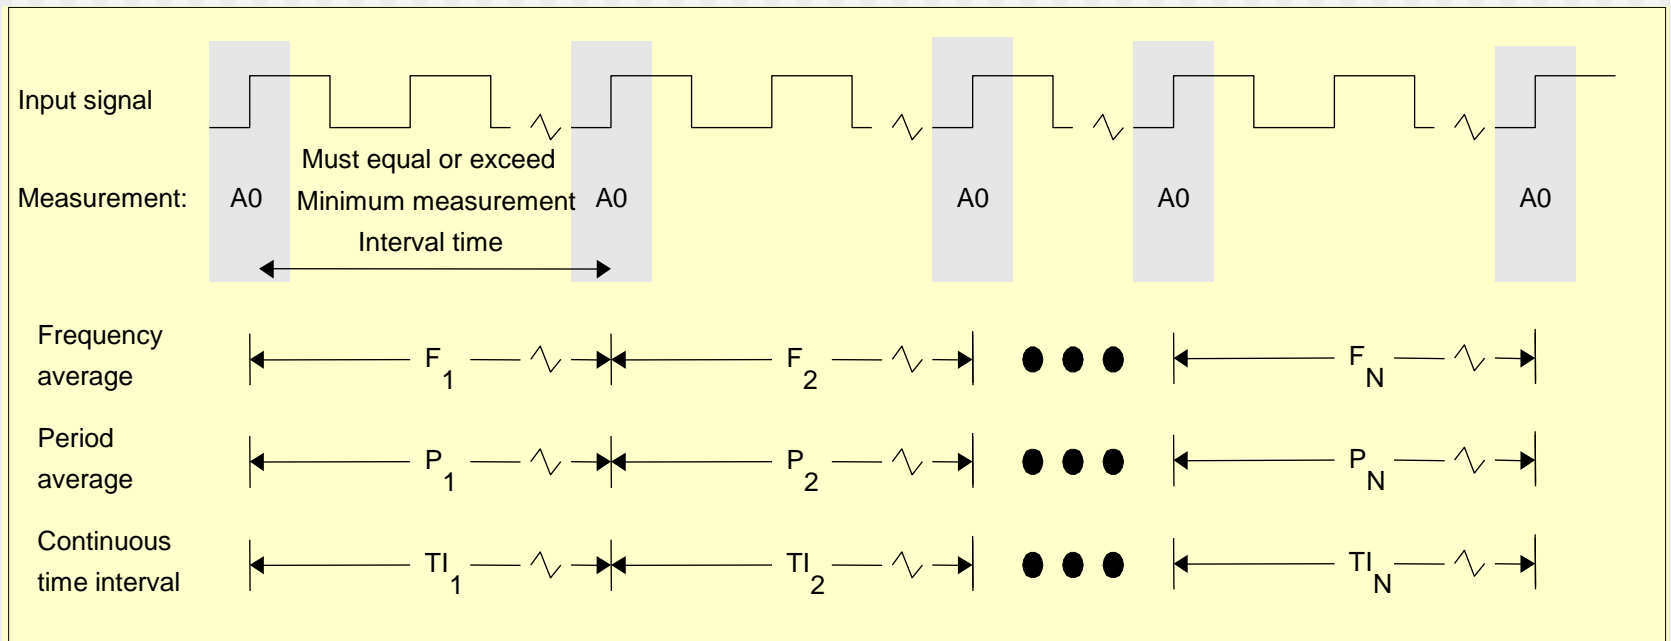 Input signal
Must equal or exceed
Measurement: A0 Minimum measurement A0 A0 A0 A0
Interval time
Frequency
average
F1 F2 FN
Period
average
P1 P2 PN
Continuous
time interval
TI1 TI2 TIN